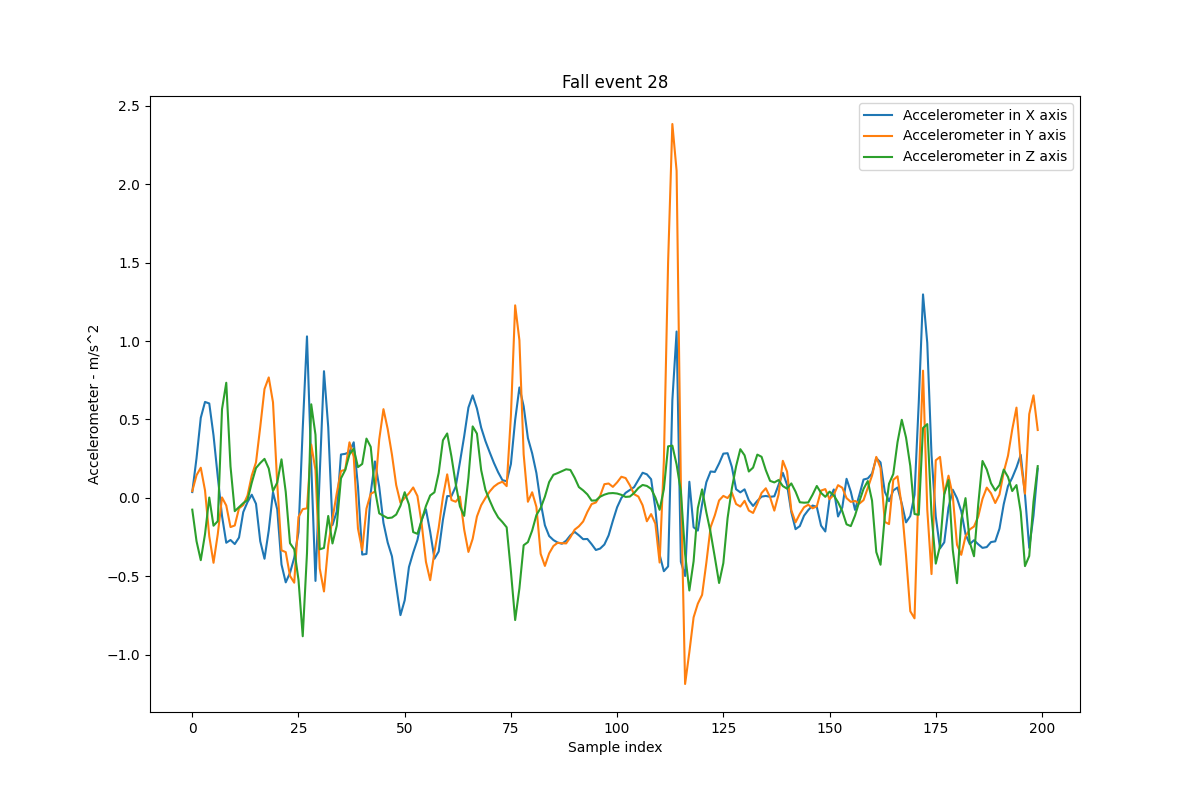 Fall event 28
Accelerometer in X axis
Accelerometer in Y axis
Accelerometer in Z axis
Accelerometer - m/s^2
2.5
2.0
1.5
1.0
0.5
0.0
−0.5
−1.0
0 25 50 75 100 125 150 175 200
Sample index